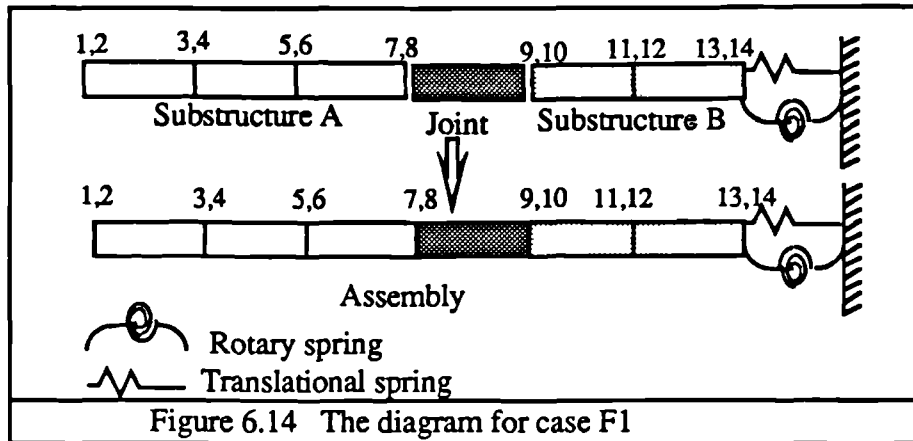 1,2 3,4 5,6 7,8 9,10 11,12 13,14
Substructure A Joint Substructure B
1,2 3,4 5,6 7,8 9,10 11,12 13,14
Assembly
Rotary spring
Translational spring
Figure 6.14 The diagram for case F1